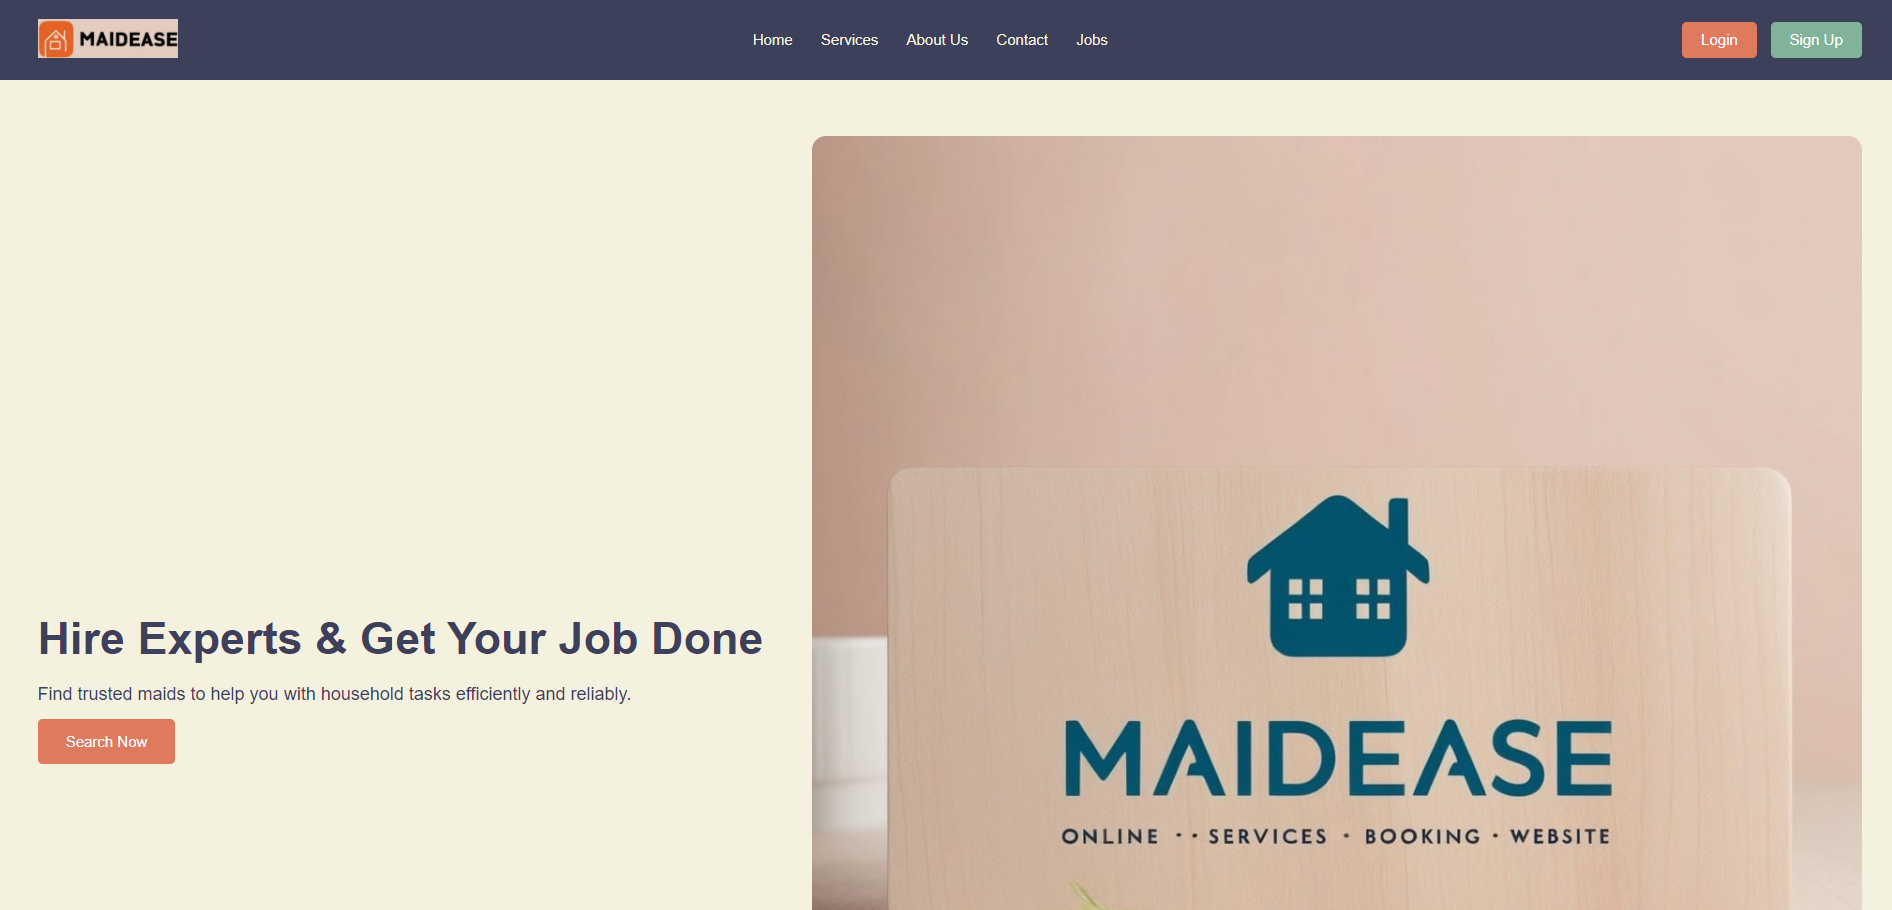 MAIDEASE
Home Services About Us Contact Jobs
Login Sign Up
Hire Experts & Get Your Job Done
Find trusted maids to help you with household tasks efficiently and reliably.
Search Now
MAIDEASE
ONLINE · · SERVICES · BOOKING · WEBSITE